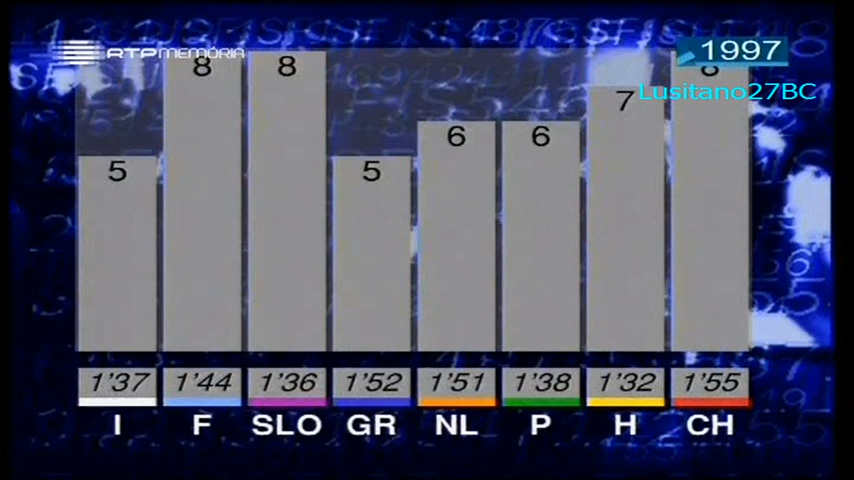 RTP MEMÓRIA
1997
Lusitano27BC
5 8 8 5 6 6 7 8
1'37 1'44 1'36 1'52 1'51 1'38 1'32 1'55
I F SLO GR NL P H CH